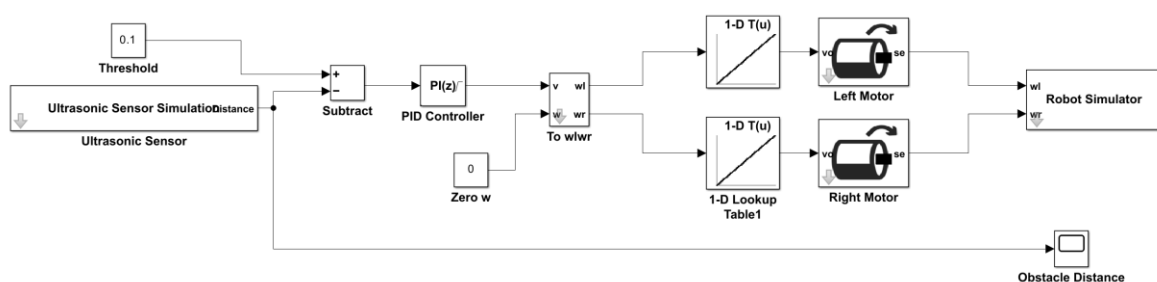 0.1
Threshold
Ultrasonic Sensor Simulation
Distance
Ultrasonic Sensor
+
−
Subtract
PI(z)
PID Controller
0
Zero w
v
w
wl
wr
To wlwr
1-D T(u)
1-D T(u)
1-D Lookup
Table1
vo
se
Left Motor
vo
se
Right Motor
wl
wr
Robot Simulator
Obstacle Distance